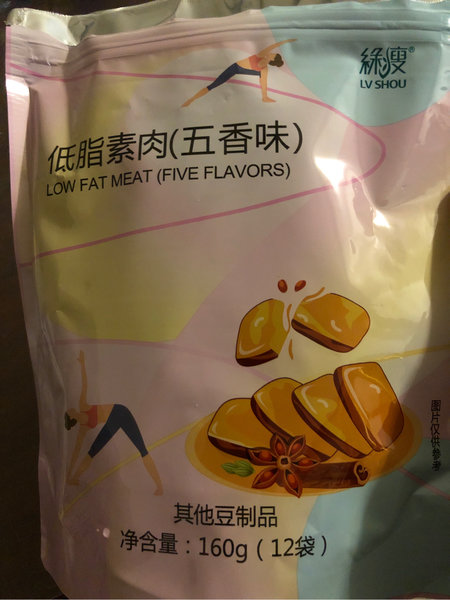 綠瘦®
LV SHOU
低脂素肉(五香味)
LOW FAT MEAT (FIVE FLAVORS)
图片仅供参考
其他豆制品
净含量：160g（12袋）